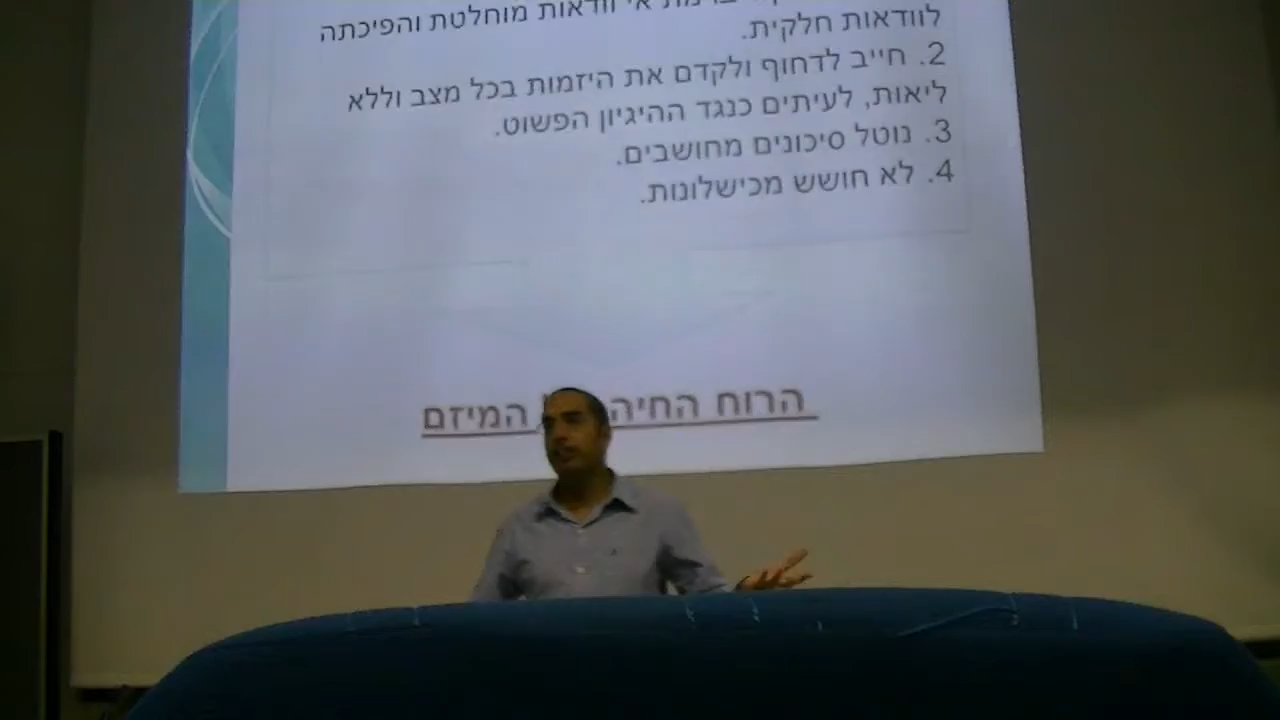 אי וודאות מוחלטת והפיכתה
לוודאות חלקית.
2. חייב לדחוף ולקדם את היזמות בכל מצב וללא
ליאות, לעיתים כנגד ההיגיון הפשוט.
3. נוטל סיכונים מחושבים.
4. לא חושש מכישלונות.
הרוח החיה המיזם